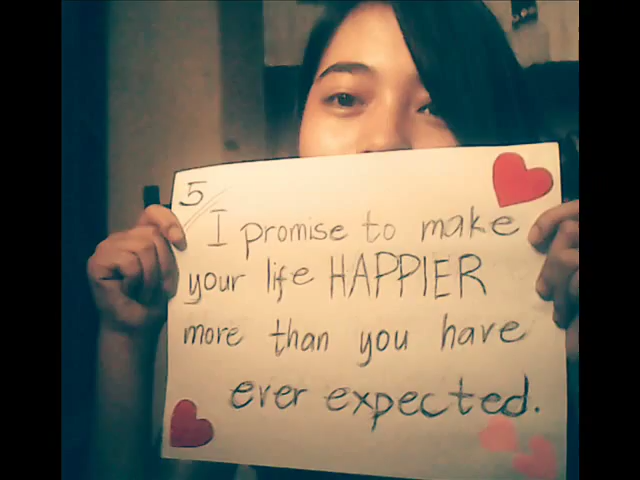 5
I promise to make
your life HAPPIER
more than you have
ever expected.